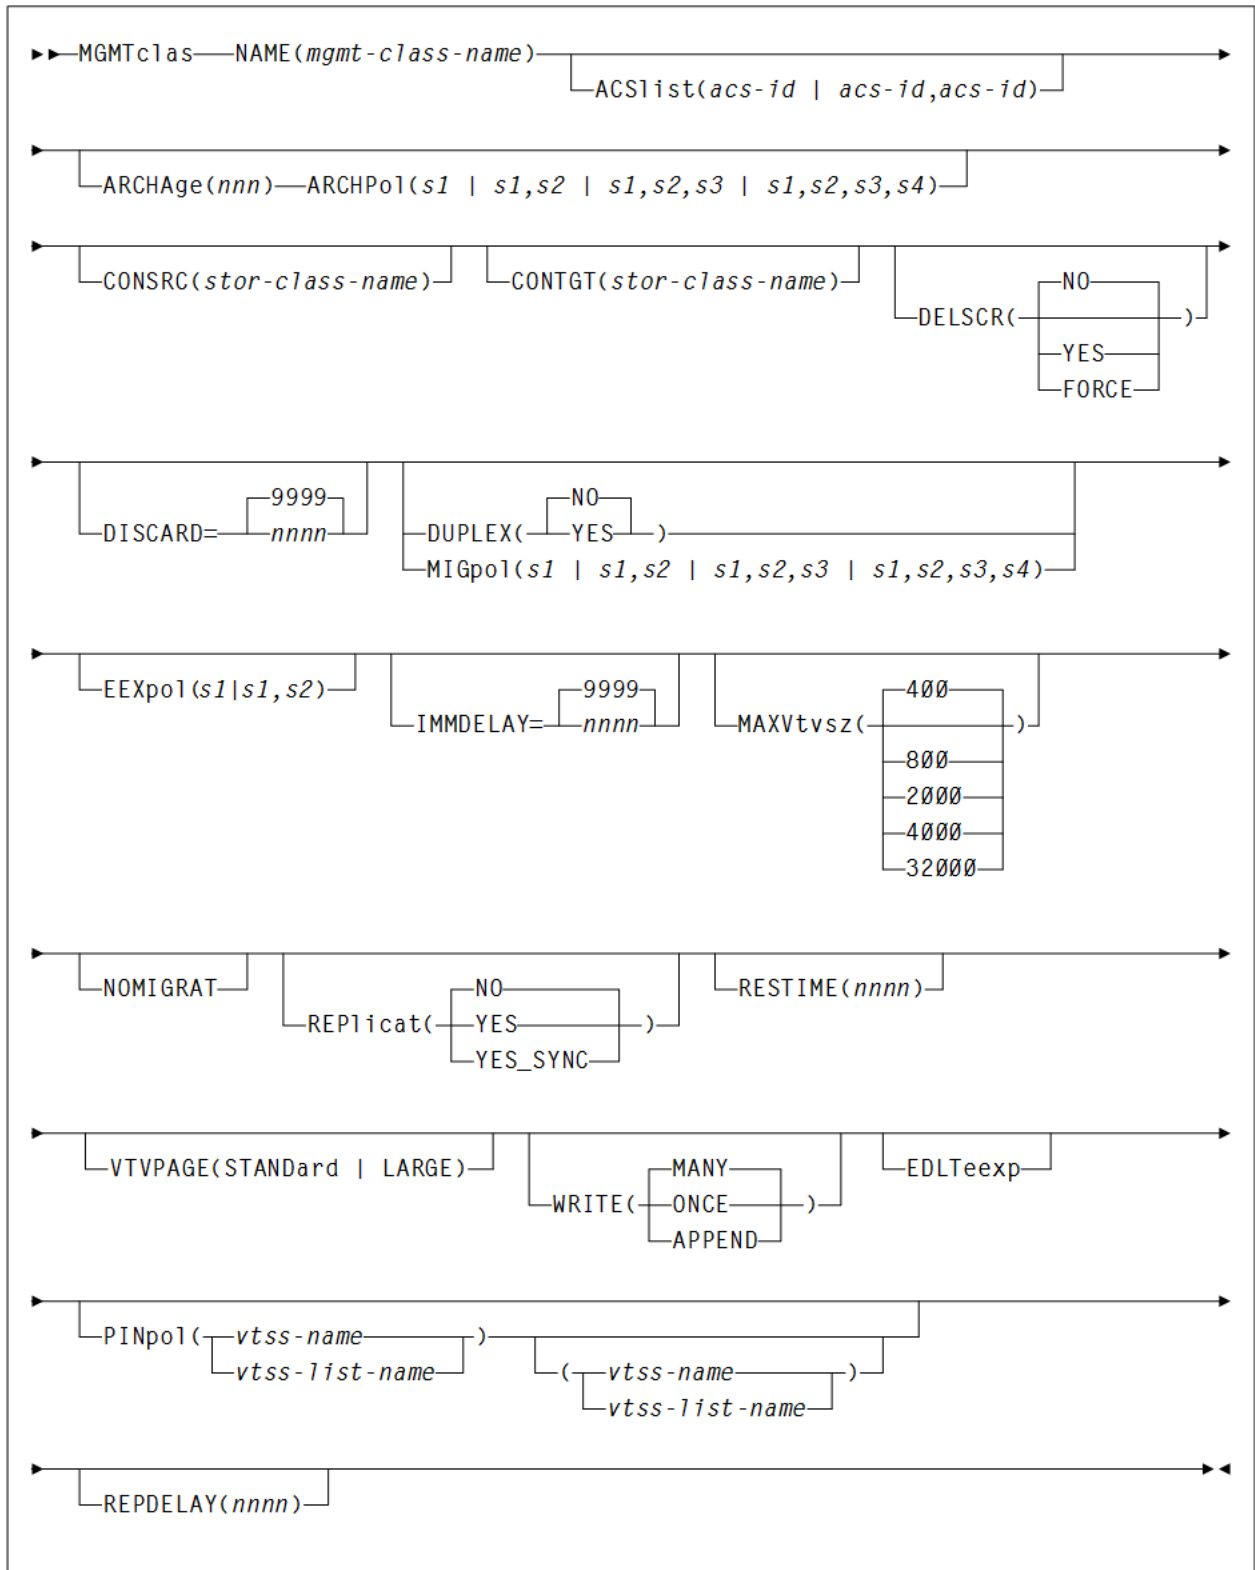 MGMTclas NAME(mgmt-class-name)
ACSlist(acs-id | acs-id,acs-id)
ARCHAge(nnn) ARCHPol(s1 | s1,s2 | s1,s2,s3 | s1,s2,s3,s4)
CONSRC(stor-class-name) CONTGT(stor-class-name)
DELSCR( NO )
YES
FORCE
DISCARD= 9999
nnnn
DUPLEX( NO )
YES
MIGpol(s1 | s1,s2 | s1,s2,s3 | s1,s2,s3,s4)
EEXpol(s1|s1,s2)
IMMDELAY= 9999
nnnn
MAXVtvsz( 400 )
800
2000
4000
32000
NOMIGRAT
REPlicat( NO )
YES
YES_SYNC
RESTIME(nnnn)
VTVPAGE(STANDard | LARGE)
WRITE( MANY )
ONCE
APPEND
EDLTeexp
PINpol( vtss-name )
vtss-list-name
( vtss-name )
vtss-list-name
REPDELAY(nnnn)